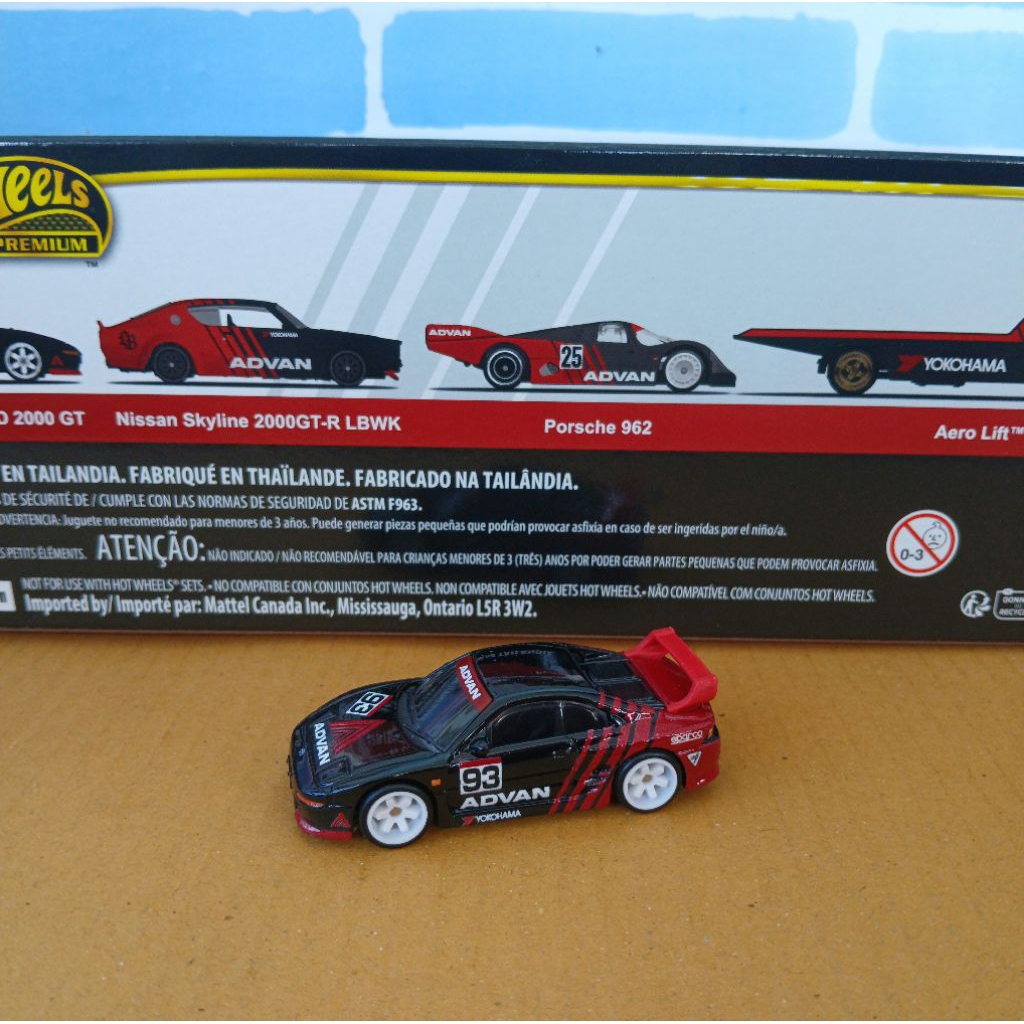 HEELS
PREMIUM
TM
ADVAN
YOKOHAMA
ADVAN
25
ADVAN
YOKOHAMA
2000 GT
Nissan Skyline 2000GT-R LBWK
Porsche 962
Aero Lift™
EN TAILANDIA. FABRIQUÉ EN THAÏLANDE. FABRICADO NA TAILÂNDIA.
DE SÉCURITÉ DE / CUMPLE CON LAS NORMAS DE SEGURIDAD DE ASTM F963.
ADVERTENCIA: Juguete no recomendado para menores de 3 años. Puede generar piezas pequeñas que podrían provocar asfixia en caso de ser ingeridas por el niño/a.
PETITS ÉLÉMENTS. ATENÇÃO: NÃO INDICADO / NÃO RECOMENDÁVEL PARA CRIANÇAS MENORES DE 3 (TRÊS) ANOS POR PODER GERAR PARTES PEQUENAS QUE PODEM PROVOCAR ASFIXIA.
0-3
NOT FOR USE WITH HOT WHEELS® SETS. • NO COMPATIBLE CON CONJUNTOS HOT WHEELS. NON COMPATIBLE AVEC JOUETS HOT WHEELS. • NÃO COMPATÍVEL COM CONJUNTOS HOT WHEELS.
Imported by/ Importé par: Mattel Canada Inc., Mississauga, Ontario L5R 3W2.
ADVAN
93
ADVAN
93
ADVAN
YOKOHAMA
sparco